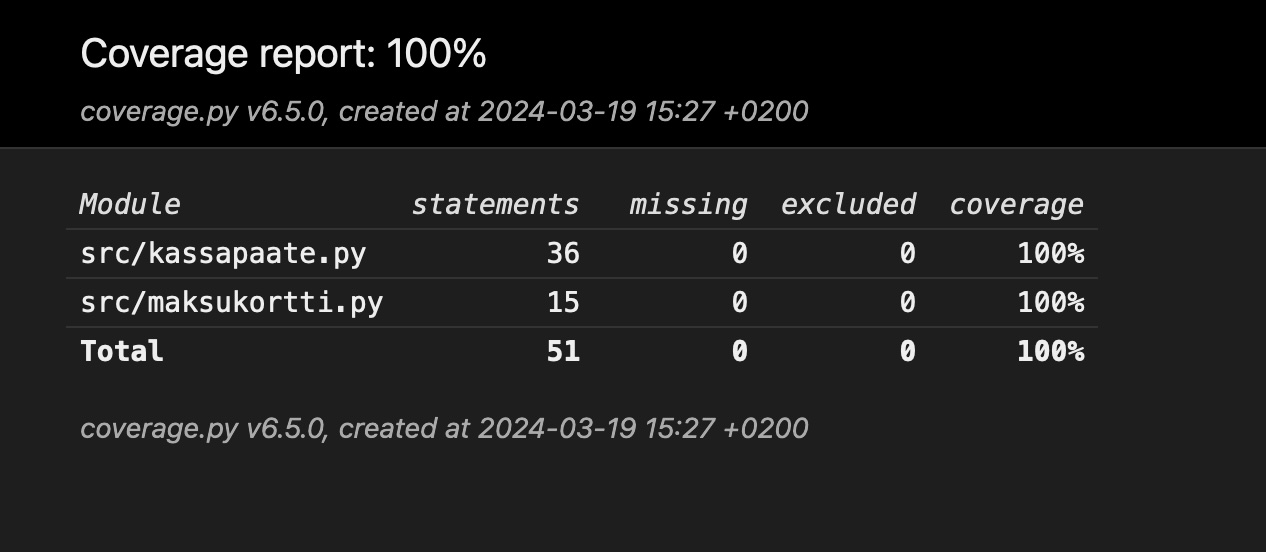 Coverage report: 100%
coverage.py v6.5.0, created at 2024-03-19 15:27 +0200
Module statements missing excluded coverage
src/kassapaate.py 36 0 0 100%
src/maksukortti.py 15 0 0 100%
Total 51 0 0 100%
coverage.py v6.5.0, created at 2024-03-19 15:27 +0200